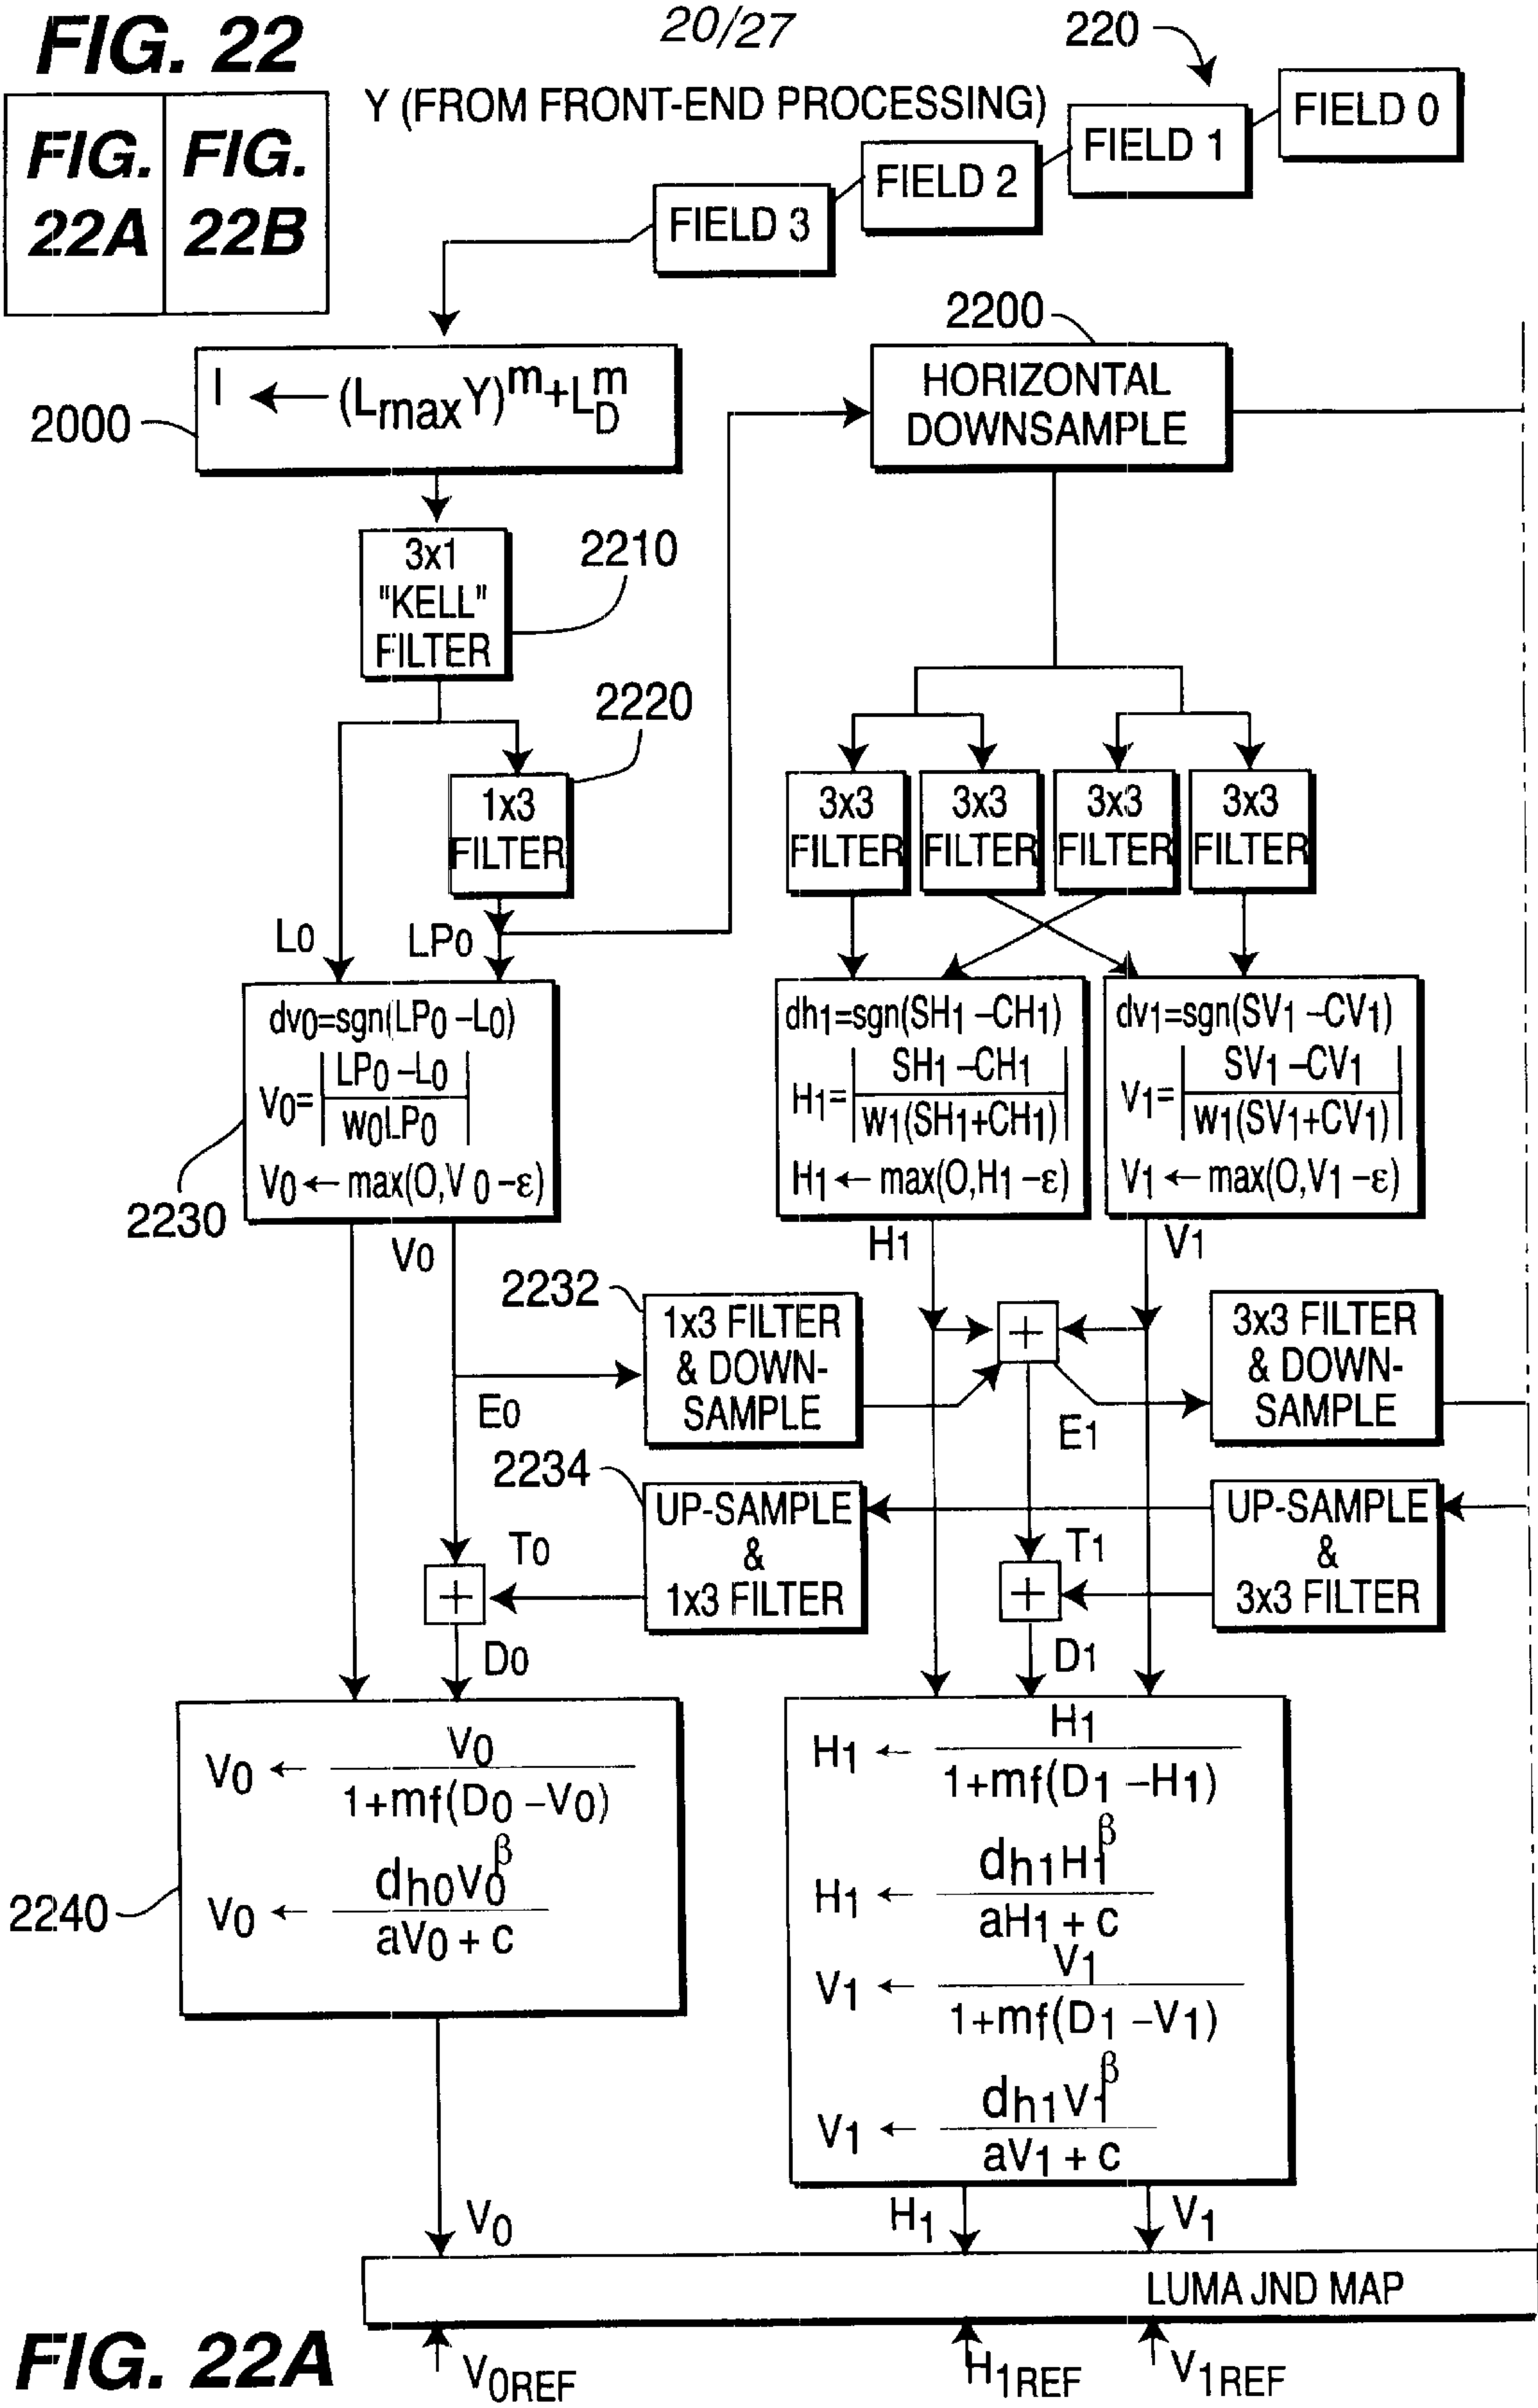 FIG. 22
20/27
220
FIG. 22A
FIG. 22B
Y (FROM FRONT-END PROCESSING)
FIELD 0
FIELD 1
FIELD 2
FIELD 3
2200
I ← (LmaxY)^m+L_D^m
2000
HORIZONTAL
DOWNSAMPLE
3x1
"KELL"
FILTER
2210
2220
1x3
FILTER
3x3
FILTER
3x3
FILTER
3x3
FILTER
3x3
FILTER
L0
LP0
dv0=sgn(LP0 –L0)
V0=|LP0 –L0 / w0LP0|
V0 ← max(O,V0 –ε)
2230
dh1=sgn(SH1 –CH1)
H1=|SH1 –CH1 / w1(SH1+CH1)|
H1 ← max(O,H1 –ε)
dv1=sgn(SV1 –CV1)
V1=|SV1 –CV1 / w1(SV1+CV1)|
V1 ← max(O,V1 –ε)
V0
H1
V1
2232
1x3 FILTER
& DOWN-
SAMPLE
+
3x3 FILTER
& DOWN-
SAMPLE
E0
E1
2234
UP-SAMPLE
&
1x3 FILTER
UP-SAMPLE
&
3x3 FILTER
T0
T1
+
+
D0
D1
V0 ← V0 / 1+mf(D0 –V0)
V0 ← dh0V0^β / aV0 + c
2240
H1 ← H1 / 1+mf(D1 –H1)
H1 ← dh1H1^β / aH1 + c
V1 ← V1 / 1+mf(D1 –V1)
V1 ← dh1V1^β / aV1 + c
V0
H1
V1
LUMA JND MAP
FIG. 22A
V0REF
H1REF
V1REF